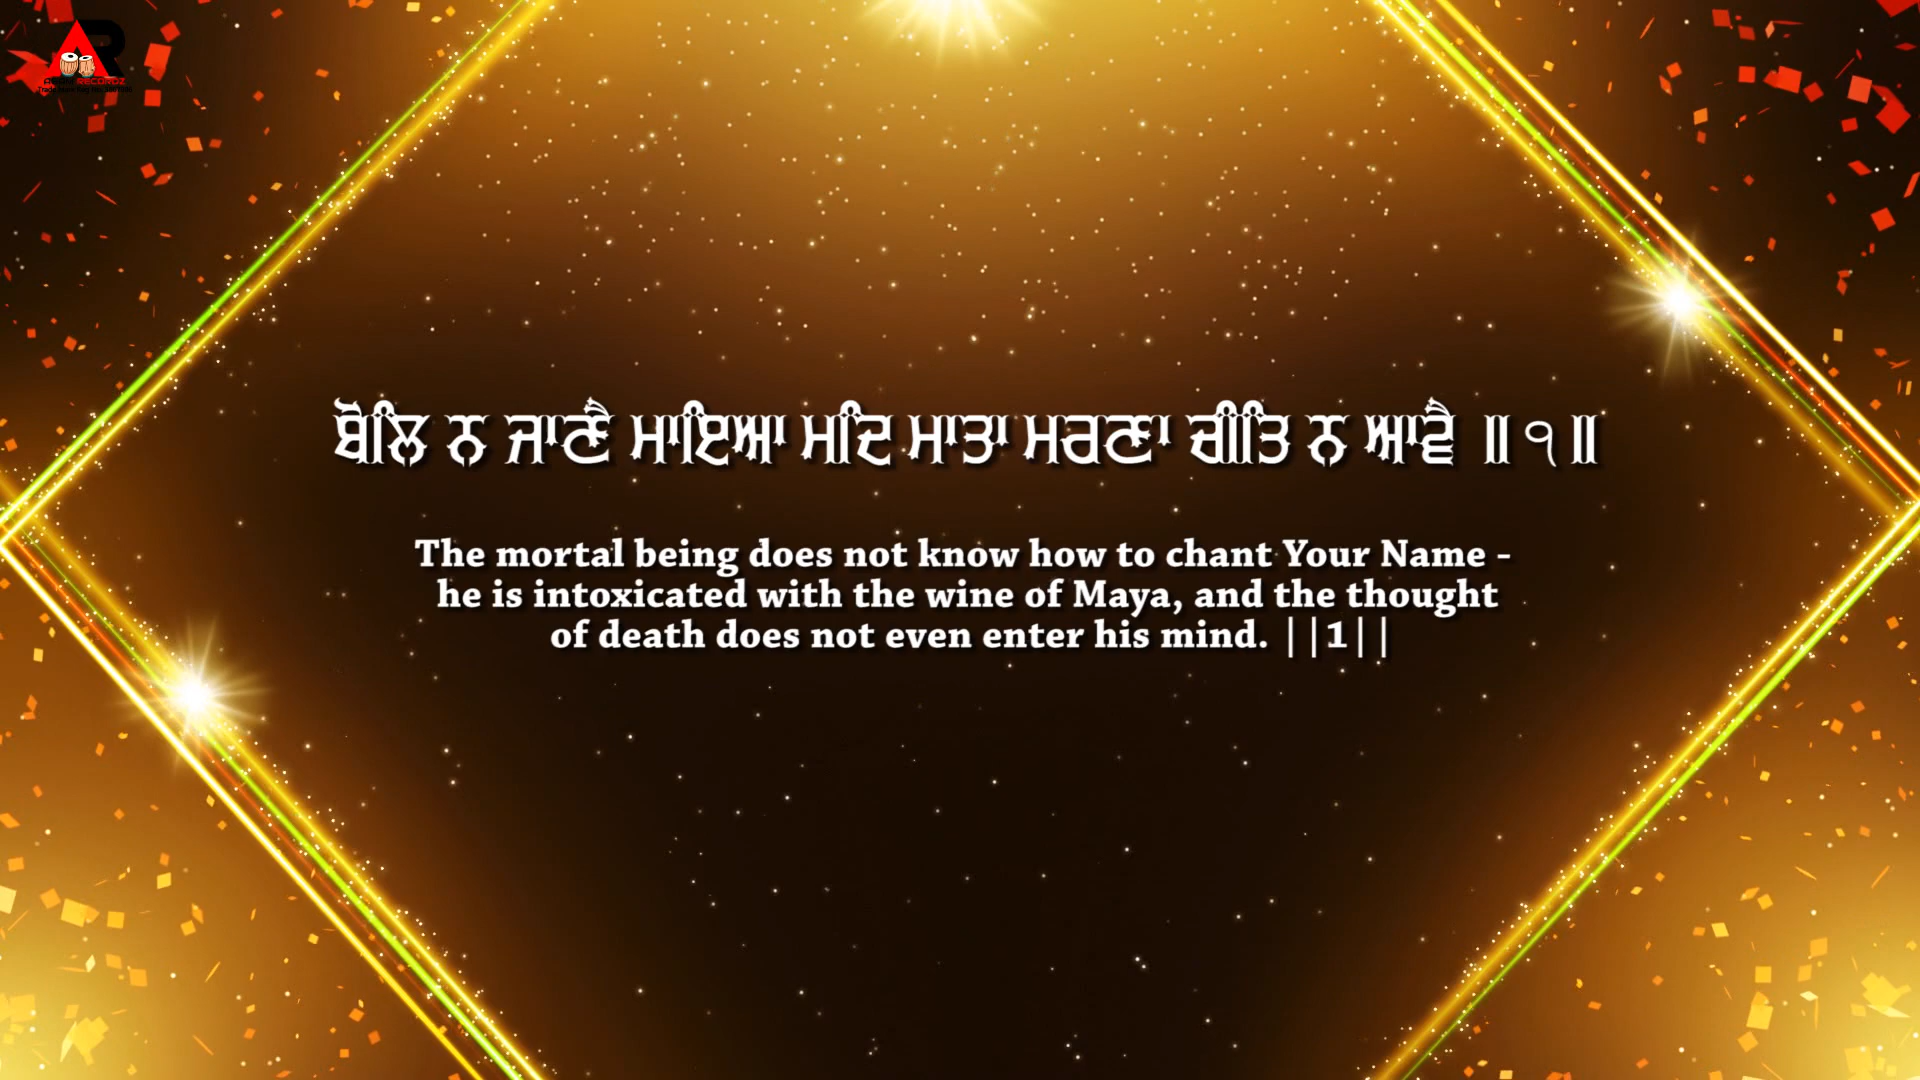 ਬੋਲਿ ਨ ਜਾਣੈ ਮਾਇਆ ਮਦਿ ਮਾਤਾ ਮਰਣਾ ਚੀਤਿ ਨ ਆਵੈ ॥੧॥
The mortal being does not know how to chant Your Name -
he is intoxicated with the wine of Maya, and the thought
of death does not even enter his mind. ||1||